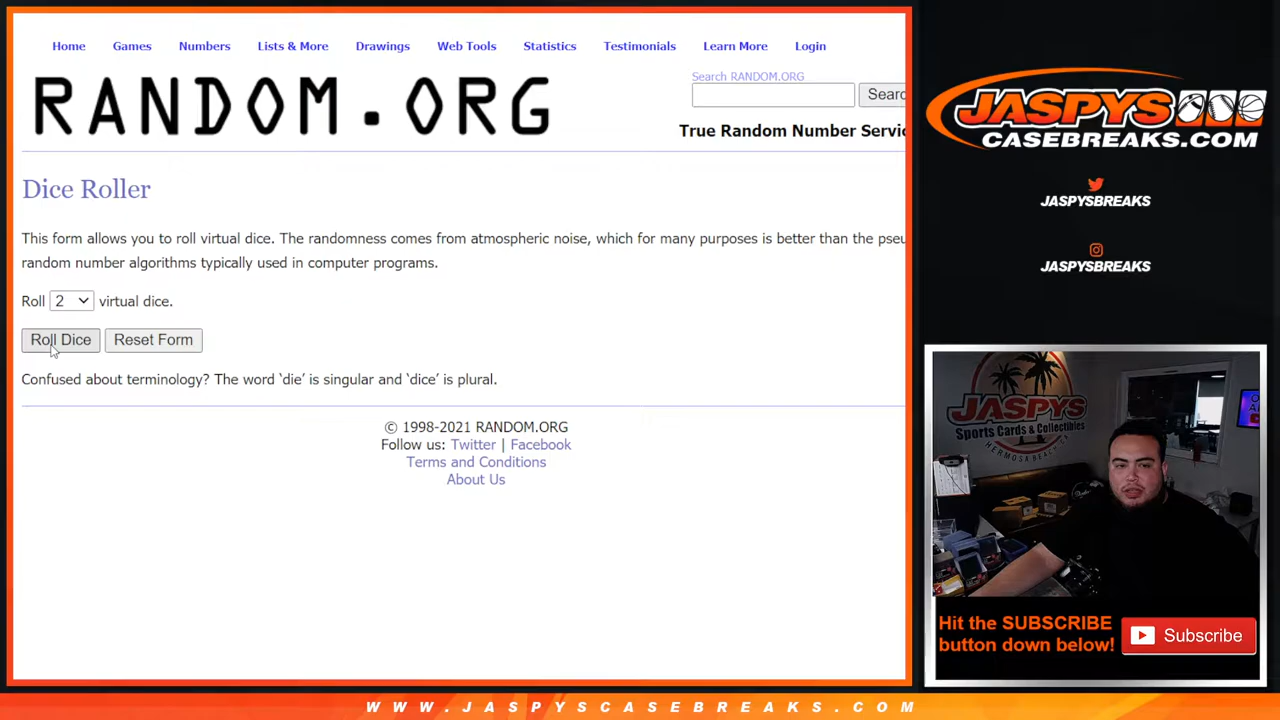 Home Games Numbers Lists & More Drawings Web Tools Statistics Testimonials Learn More Login
RANDOM.ORG
Search RANDOM.ORG
Searc
True Random Number Servic
Dice Roller
This form allows you to roll virtual dice. The randomness comes from atmospheric noise, which for many purposes is better than the pseu
random number algorithms typically used in computer programs.
Roll 2 virtual dice.
Roll Dice Reset Form
Confused about terminology? The word ‘die’ is singular and ‘dice’ is plural.
© 1998-2021 RANDOM.ORG
Follow us: Twitter | Facebook
Terms and Conditions
About Us
JASPYS
CASEBREAKS.COM
JASPYSBREAKS
JASPYSBREAKS
JASPYS
Sports Cards & Collectibles
HERMOSA BEACH, CA
Hit the SUBSCRIBE
button down below!
Subscribe
WWW.JASPYSCASEBREAKS.COM